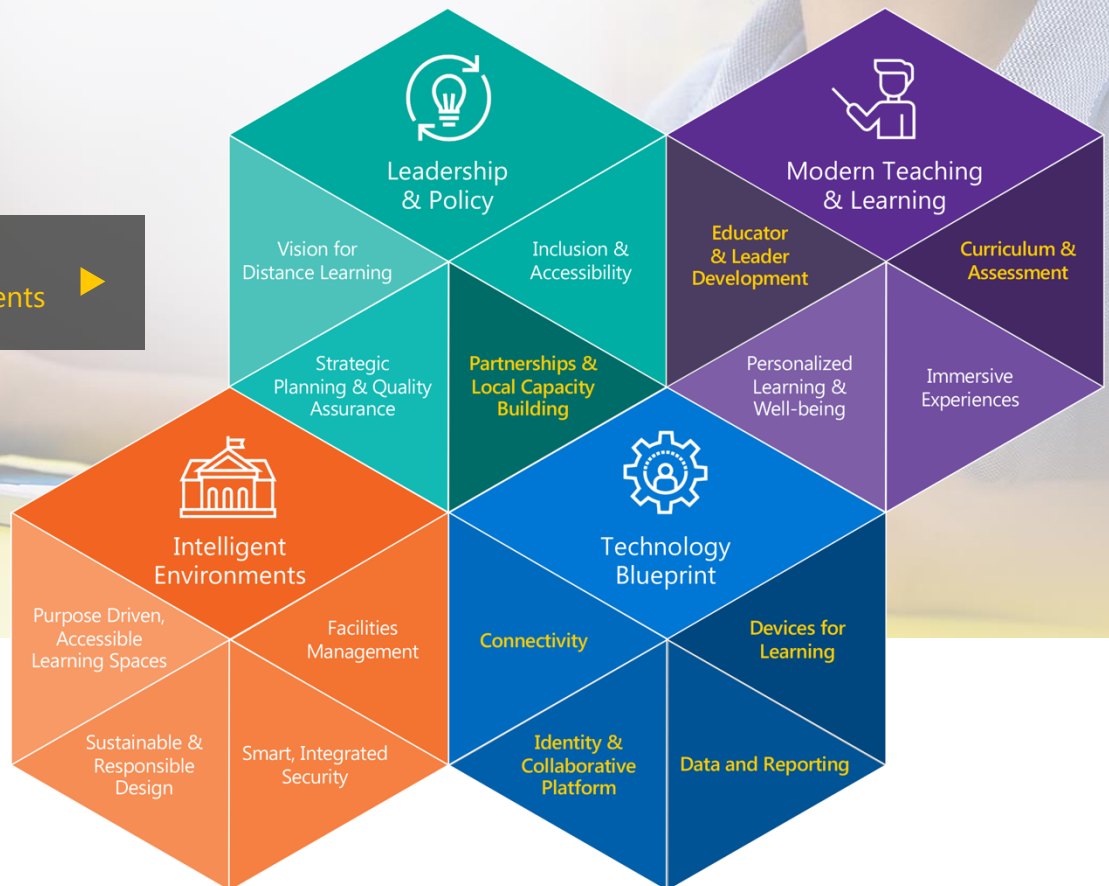 Leadership
& Policy
Vision for
Distance Learning
Inclusion &
Accessibility
Strategic
Planning & Quality
Assurance
Partnerships &
Local Capacity
Building
Modern Teaching
& Learning
Educator
& Leader
Development
Curriculum &
Assessment
Personalized
Learning &
Well-being
Immersive
Experiences
Intelligent
Environments
Purpose Driven,
Accessible
Learning Spaces
Facilities
Management
Sustainable &
Responsible
Design
Smart, Integrated
Security
Technology
Blueprint
Connectivity
Devices for
Learning
Identity &
Collaborative
Platform
Data and Reporting